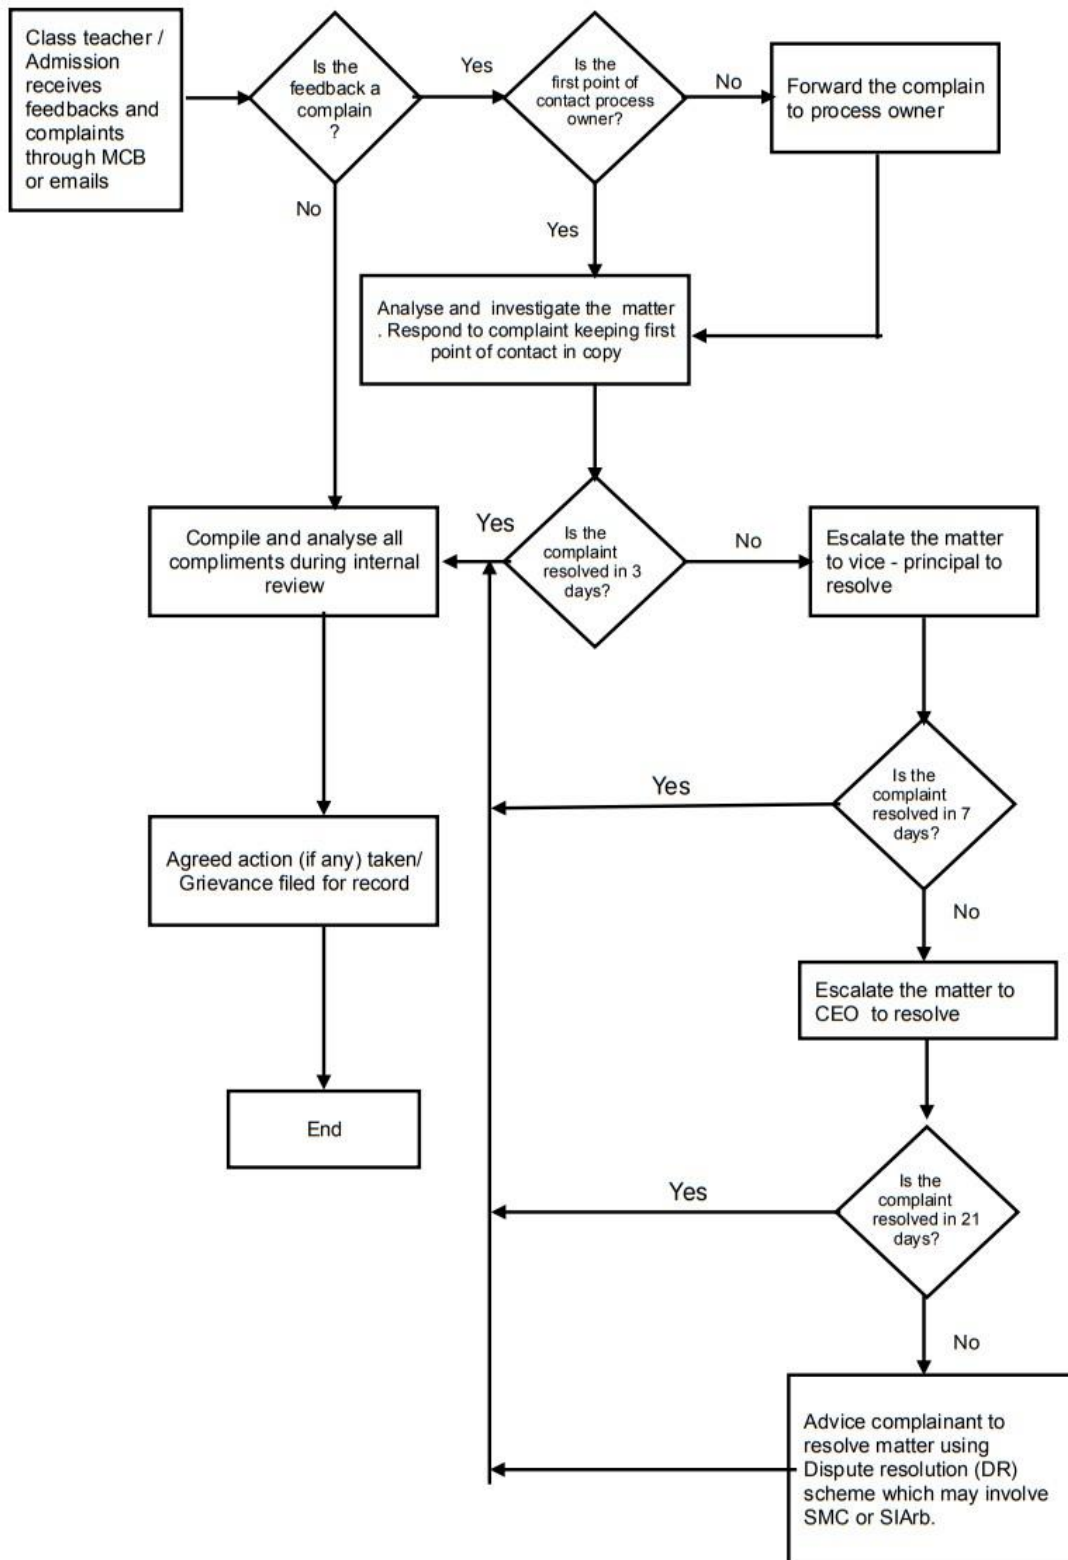 Class teacher /
Admission
receives
feedbacks and
complaints
through MCB
or emails
Is the
feedback a
complain
?
Yes
Is the
first point of
contact process
owner?
No
Forward the complain
to process owner
No
Yes
Analyse and investigate the matter
. Respond to complaint keeping first
point of contact in copy
Compile and analyse all
compliments during internal
review
Yes
Is the
complaint
resolved in 3
days?
No
Escalate the matter
to vice - principal to
resolve
Yes
Is the
complaint
resolved in 7
days?
Agreed action (if any) taken/
Grievance filed for record
No
Escalate the matter to
CEO to resolve
End
Yes
Is the
complaint
resolved in 21
days?
No
Advice complainant to
resolve matter using
Dispute resolution (DR)
scheme which may involve
SMC or SIArb.